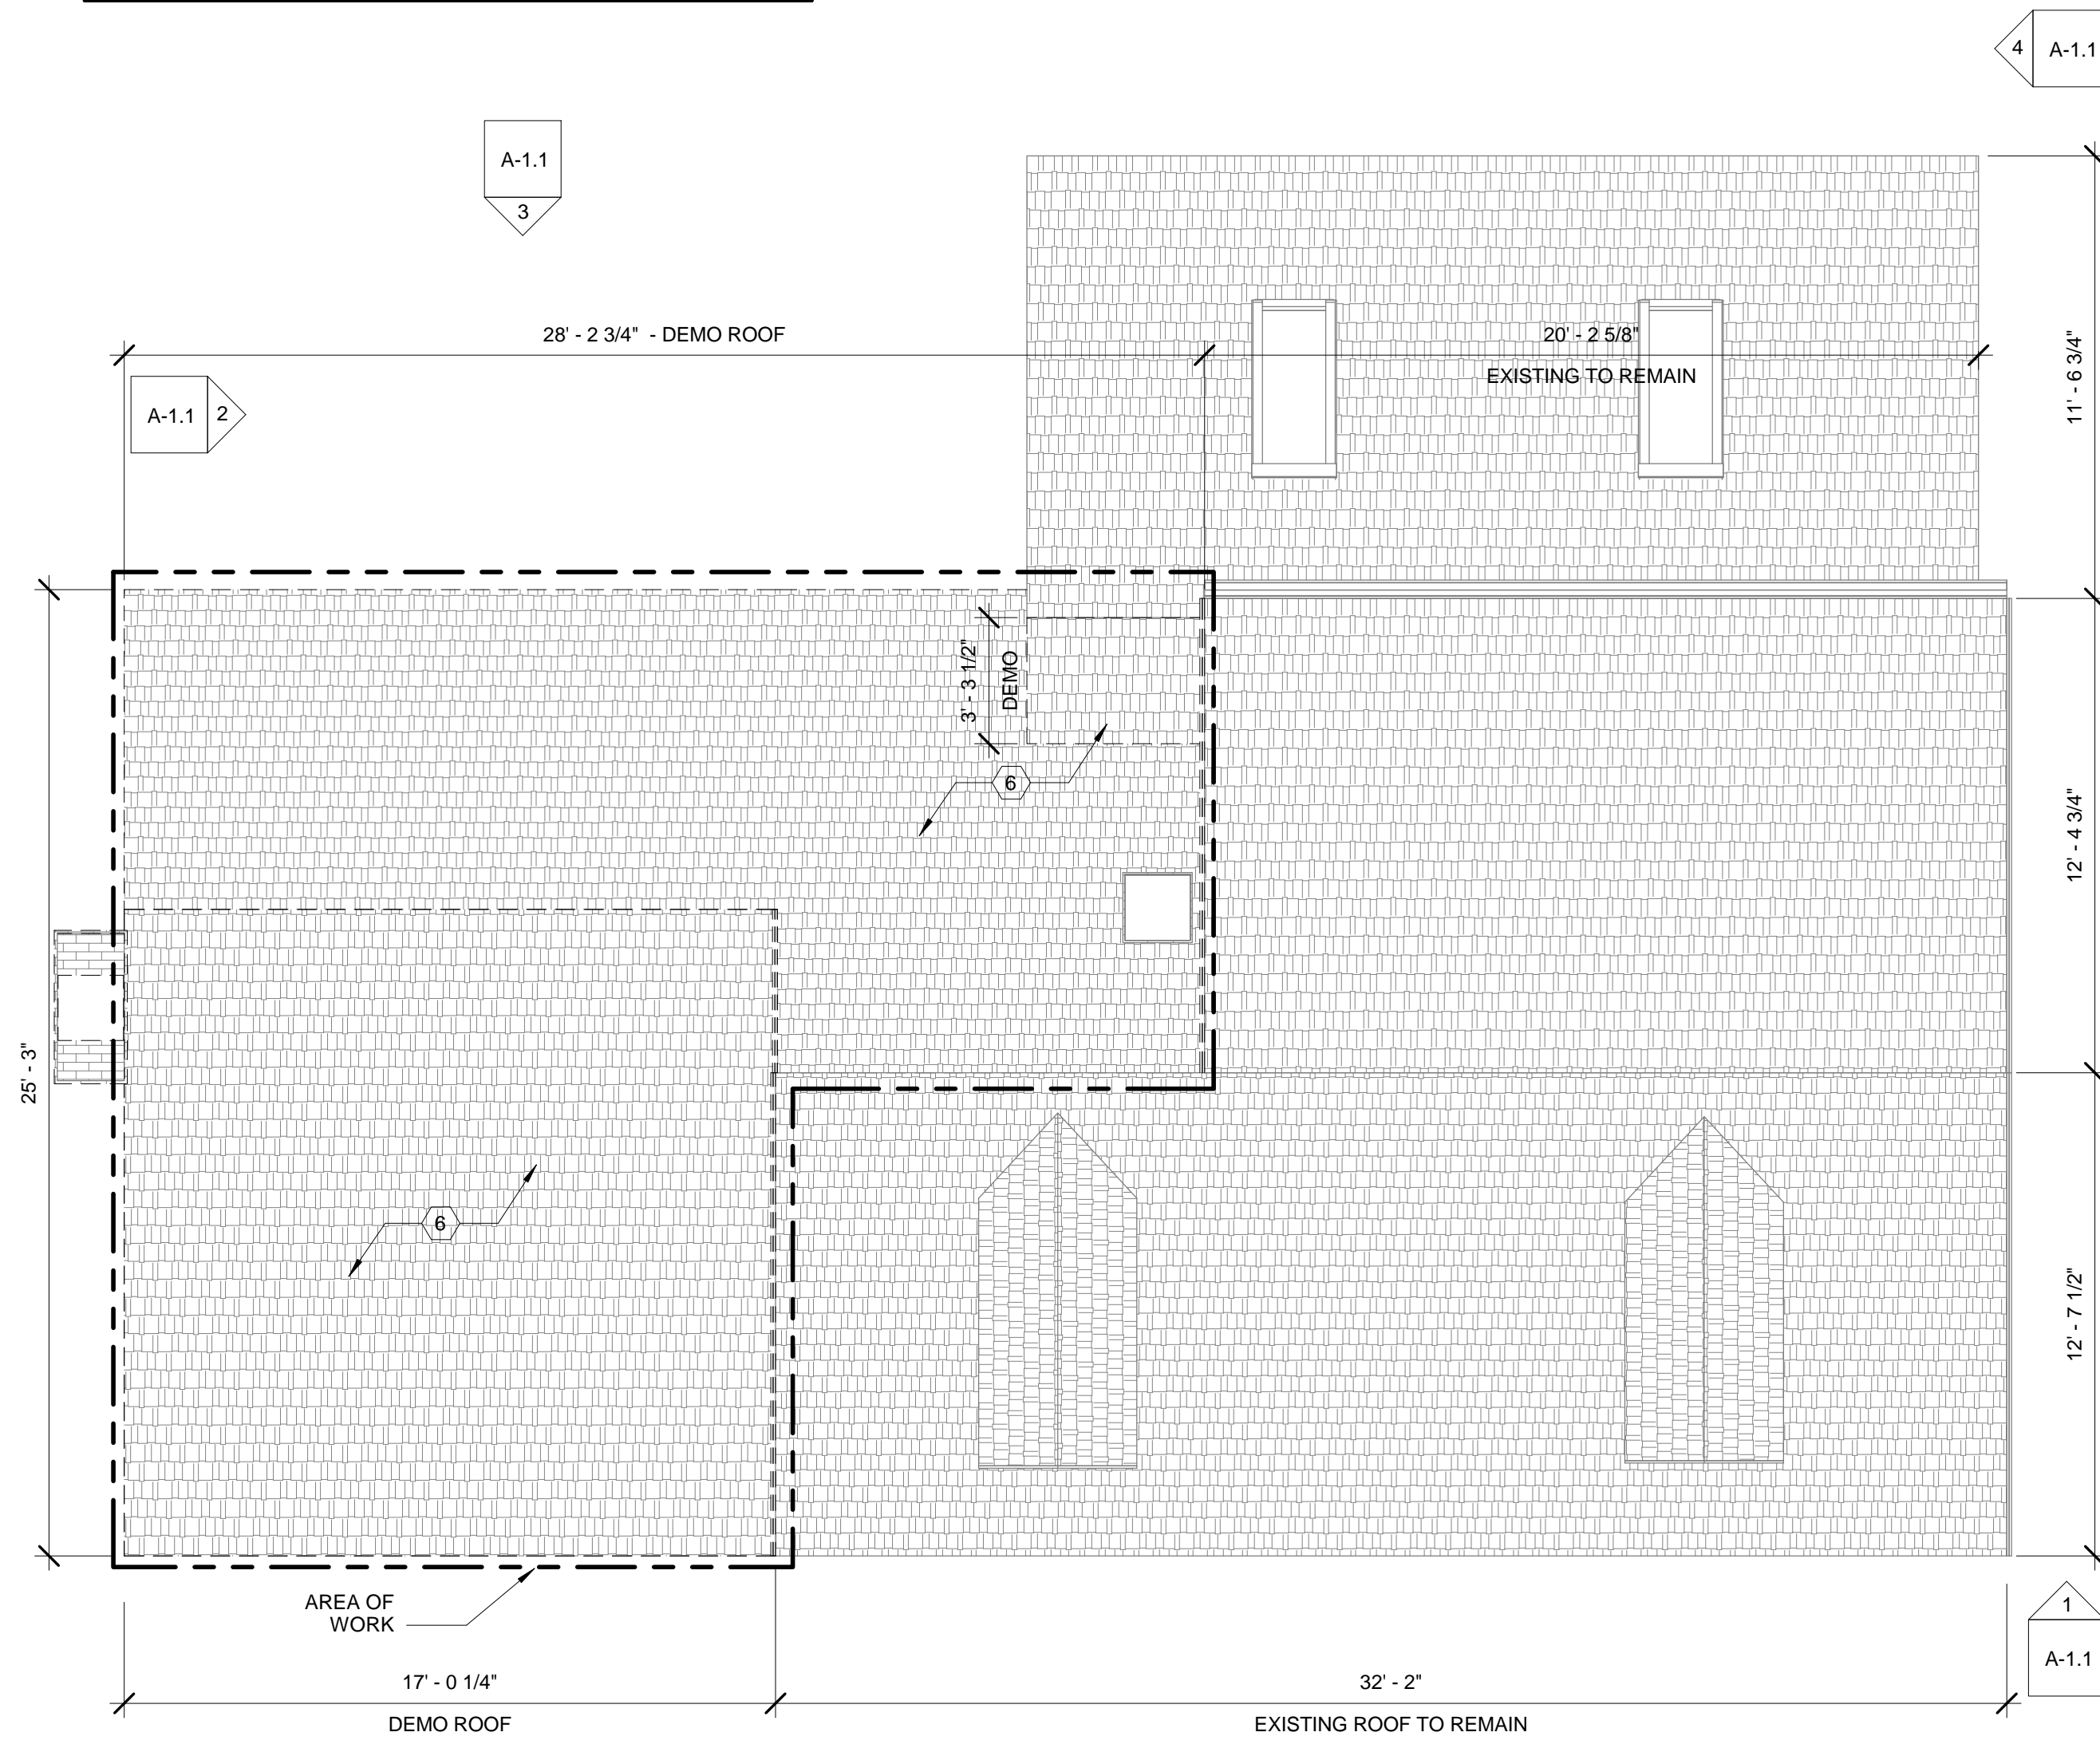 4
A-1.1
A-1.1
3
28' - 2 3/4" - DEMO ROOF
20' - 2 5/8"
EXISTING TO REMAIN
11' - 6 3/4"
A-1.1
2
3' - 3 1/2"
DEMO
6
12' - 4 3/4"
25' - 3"
6
12' - 7 1/2"
AREA OF
WORK
1
A-1.1
17' - 0 1/4"
DEMO ROOF
32' - 2"
EXISTING ROOF TO REMAIN